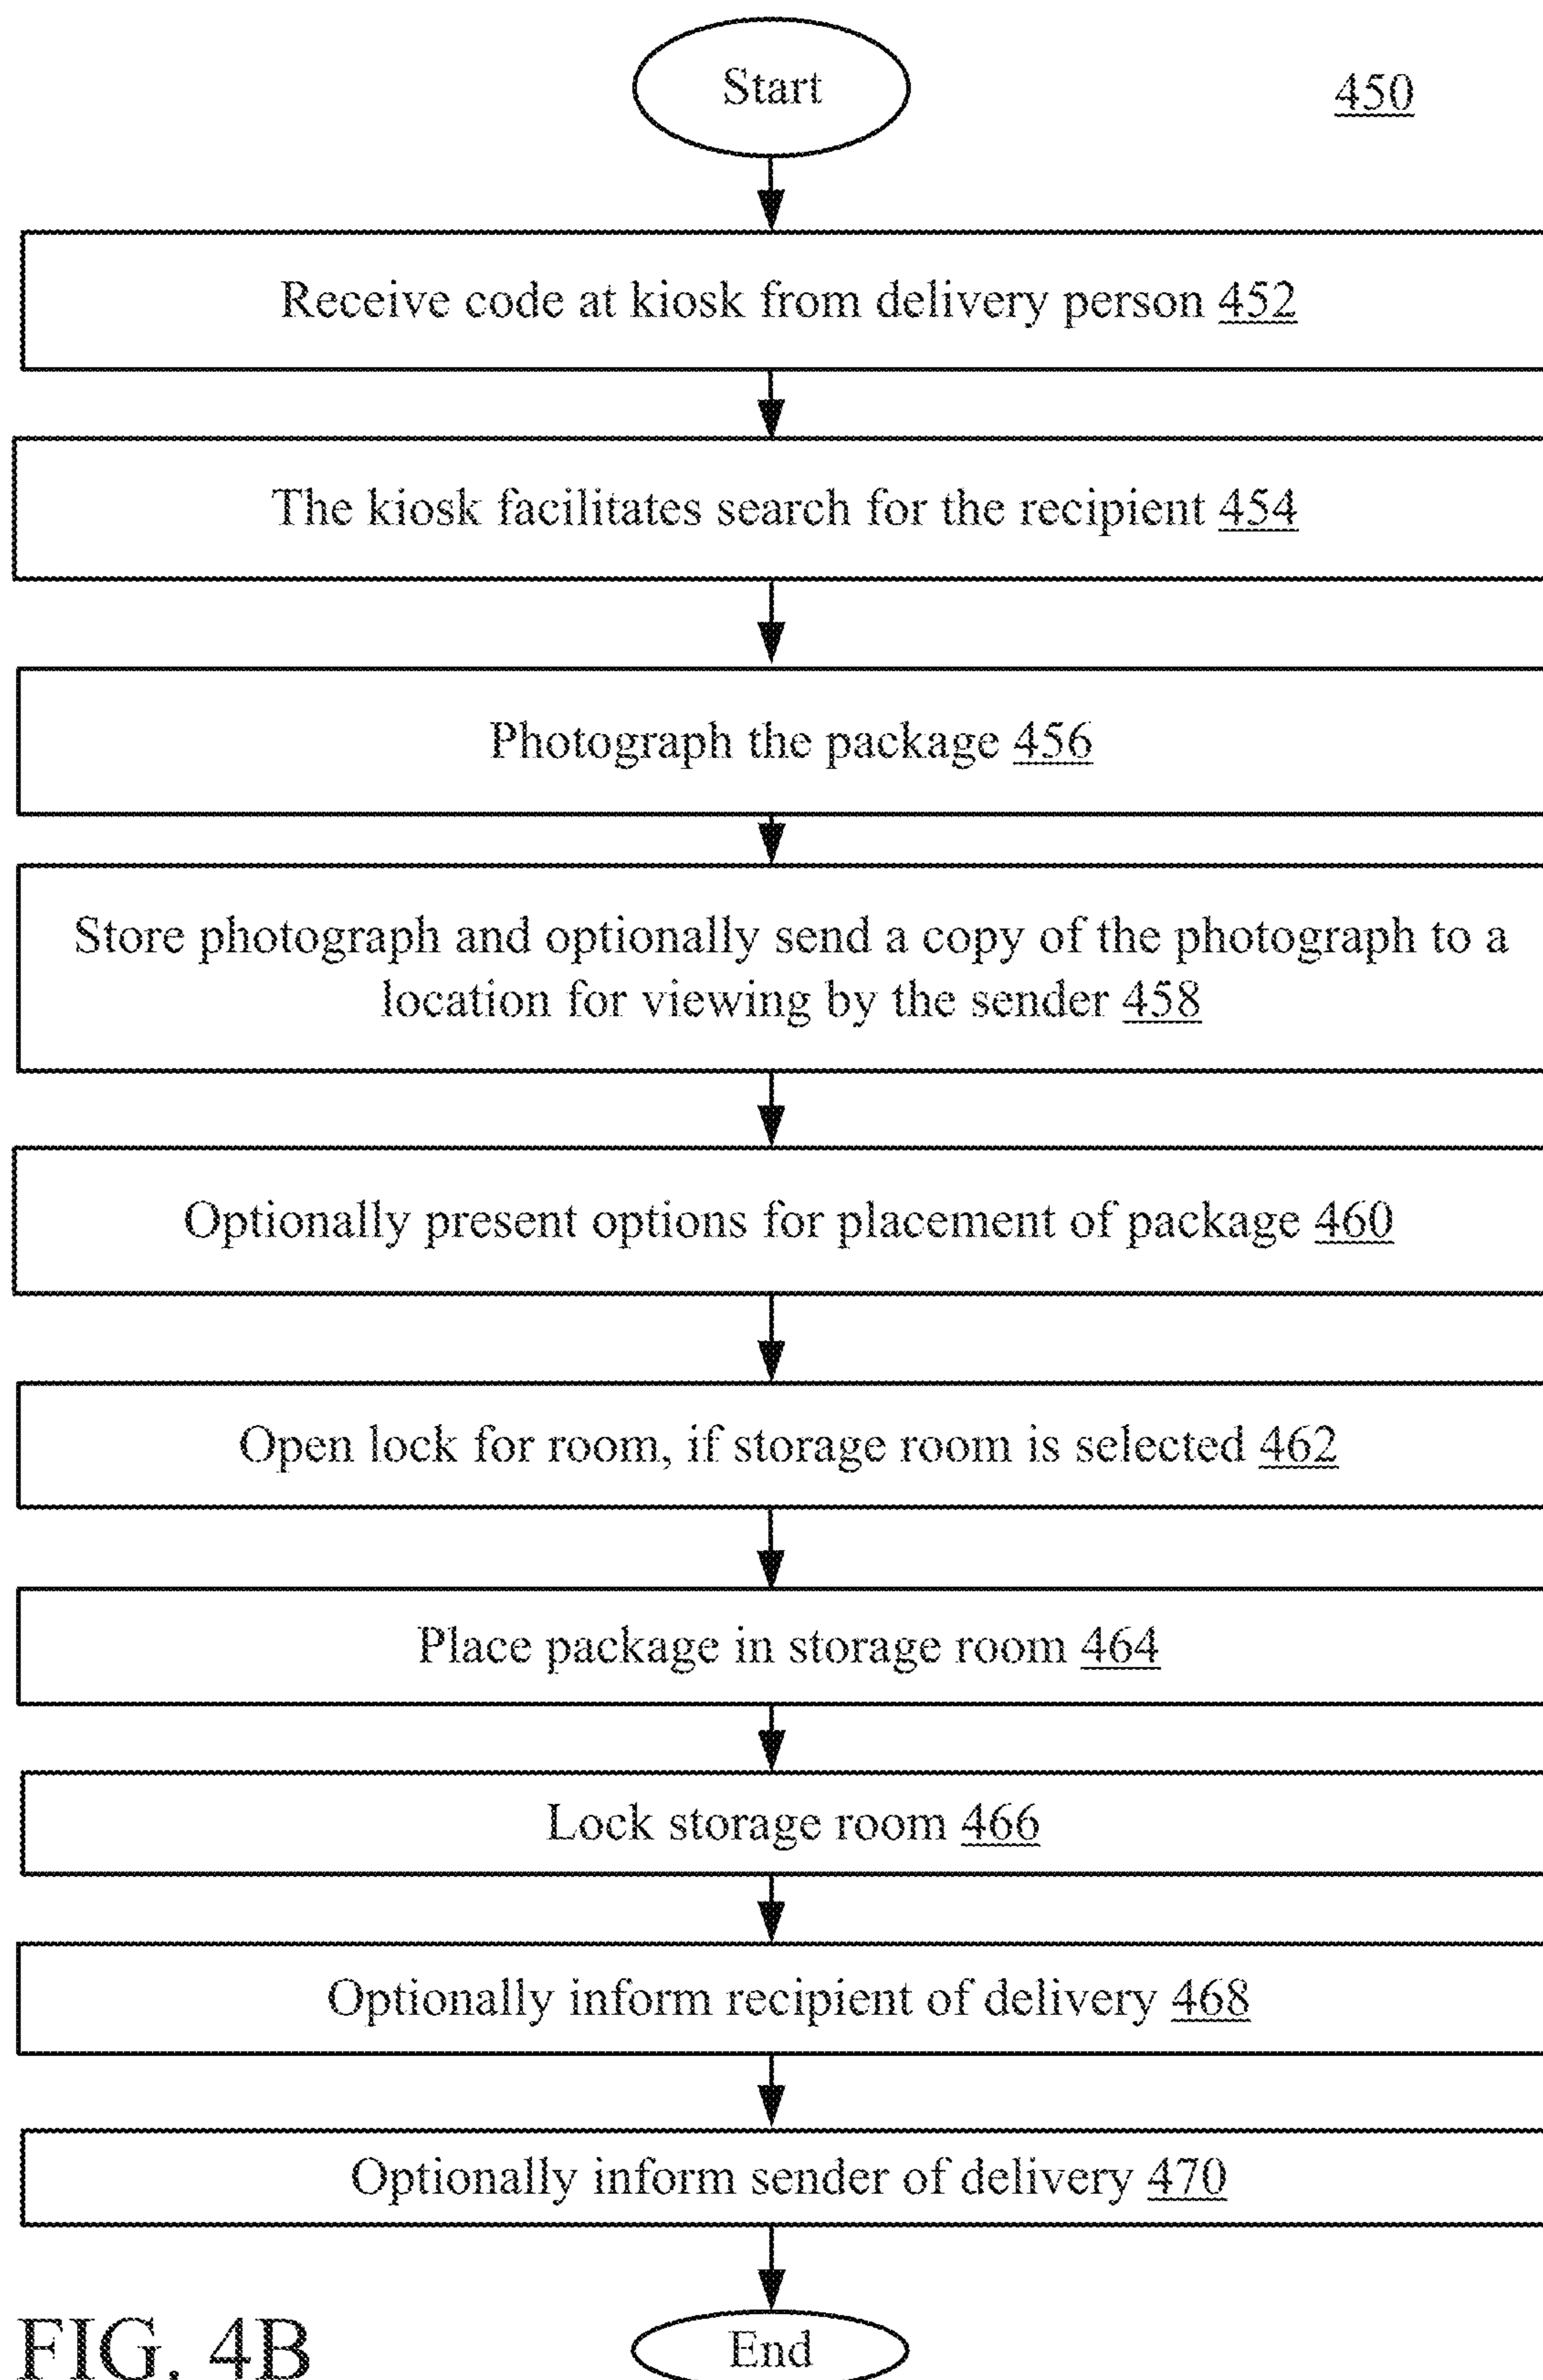 Start
450
Receive code at kiosk from delivery person 452
The kiosk facilitates search for the recipient 454
Photograph the package 456
Store photograph and optionally send a copy of the photograph to a
location for viewing by the sender 458
Optionally present options for placement of package 460
Open lock for room, if storage room is selected 462
Place package in storage room 464
Lock storage room 466
Optionally inform recipient of delivery 468
Optionally inform sender of delivery 470
End
FIG. 4B